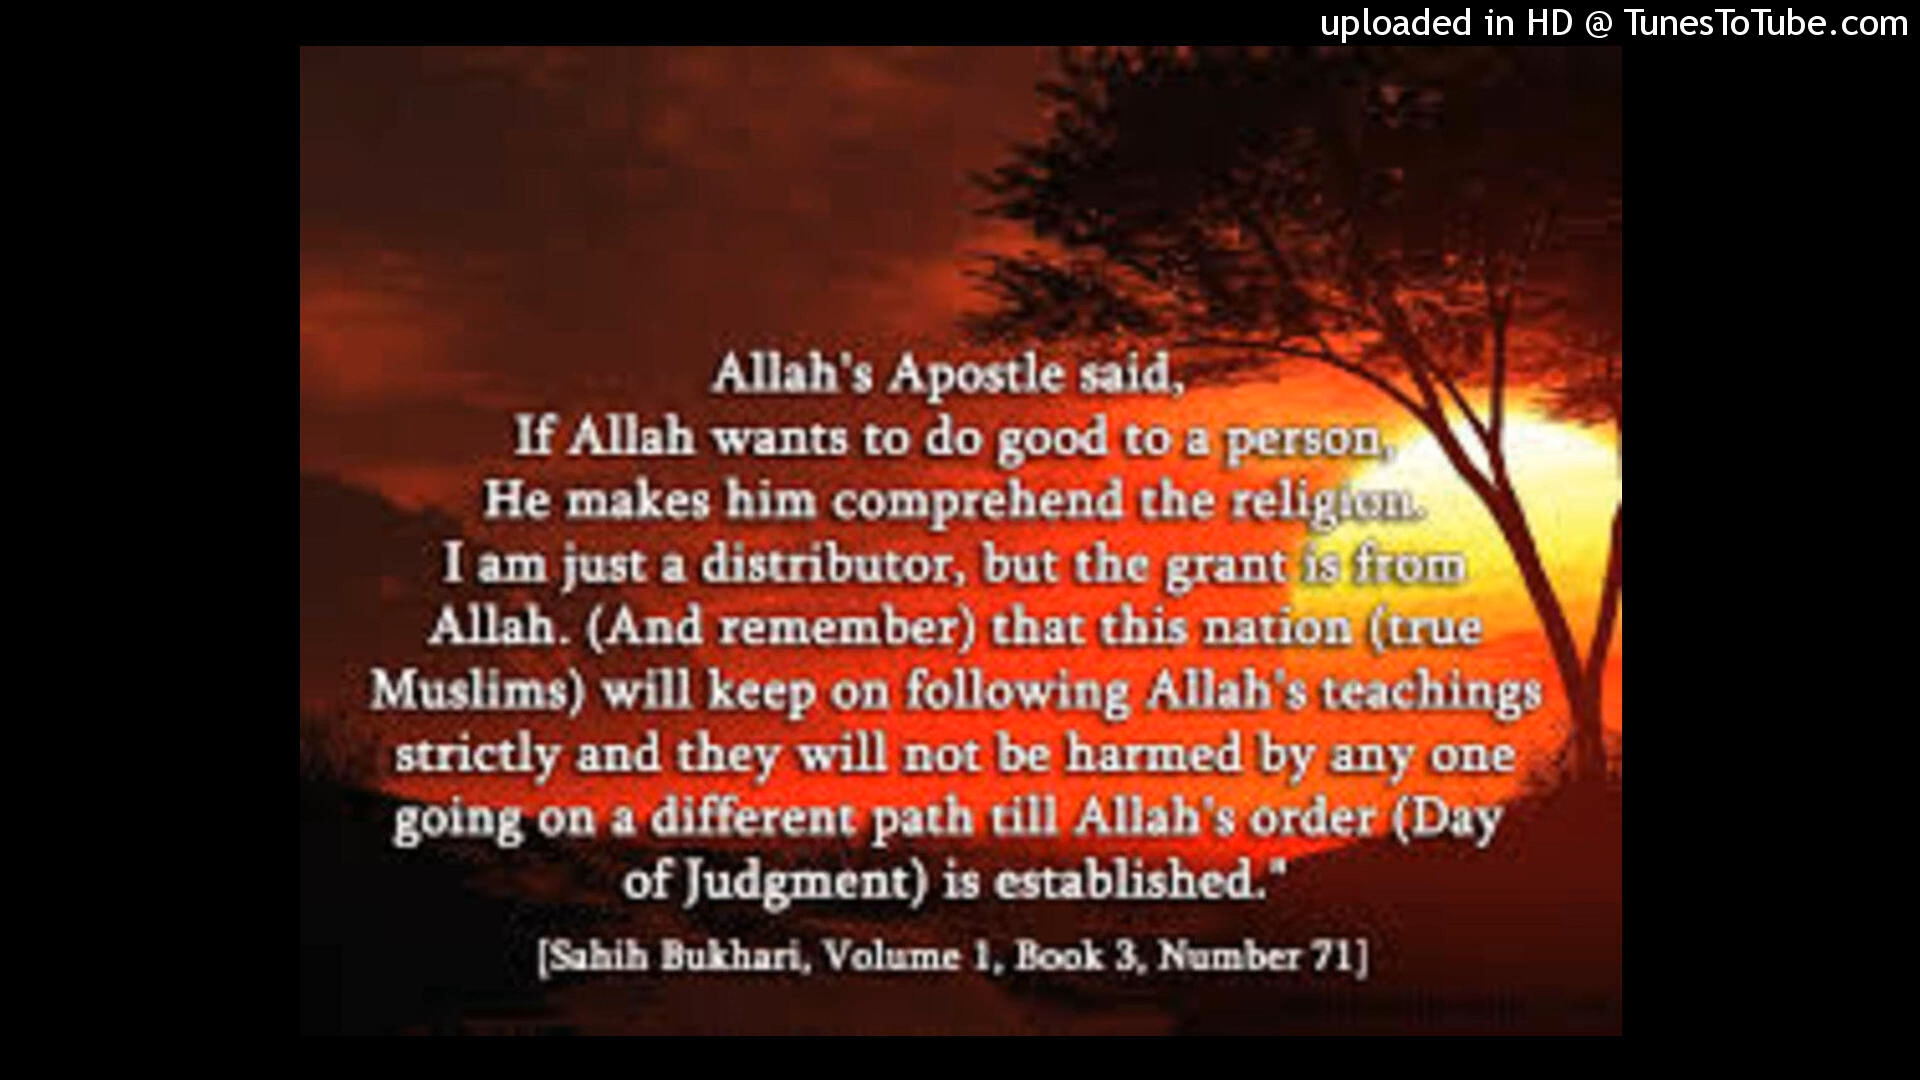 uploaded in HD @ TunesToTube.com
Allah's Apostle said,
If Allah wants to do good to a person,
He makes him comprehend the religion.
I am just a distributor, but the grant is from
Allah. (And remember) that this nation (true
Muslims) will keep on following Allah's teachings
strictly and they will not be harmed by any one
going on a different path till Allah's order (Day
of Judgment) is established."
[Sahih Bukhari, Volume 1, Book 3, Number 71]